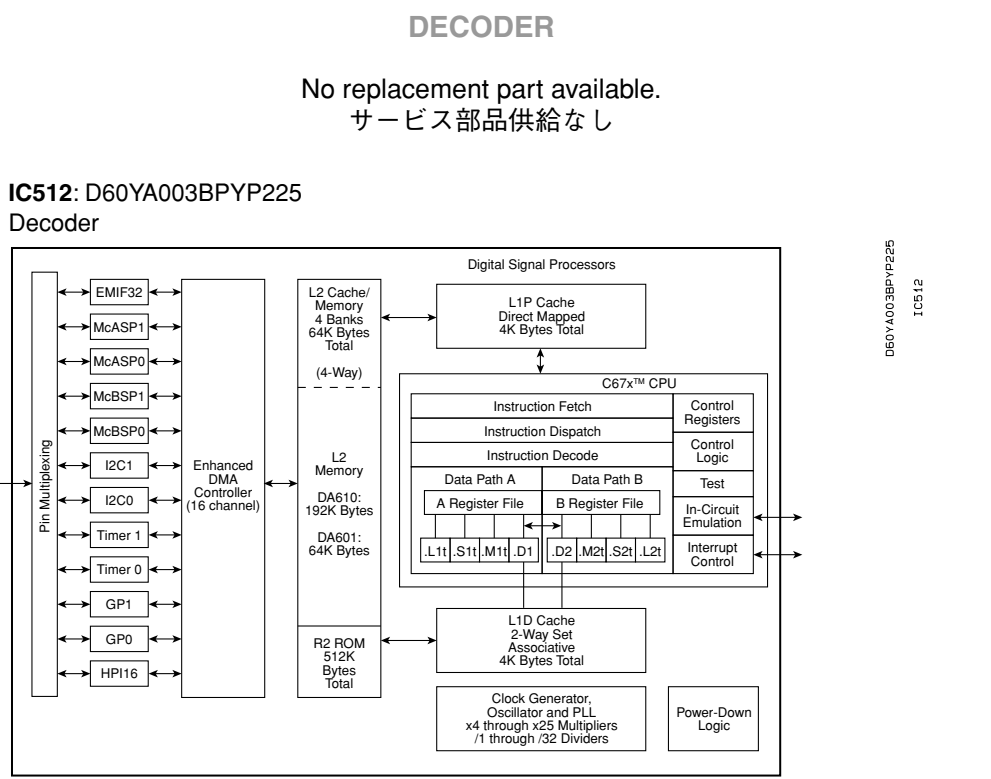 DECODER
No replacement part available.
サービス部品供給なし
IC512: D60YA003BPYP225
Decoder
Digital Signal Processors
Pin Multiplexing
EMIF32
McASP1
McASP0
McBSP1
McBSP0
I2C1
I2C0
Timer 1
Timer 0
GP1
GP0
HPI16
Enhanced
DMA
Controller
(16 channel)
L2 Cache/
Memory
4 Banks
64K Bytes
Total
(4-Way)
L2
Memory
DA610:
192K Bytes
DA601:
64K Bytes
R2 ROM
512K
Bytes
Total
L1P Cache
Direct Mapped
4K Bytes Total
C67x™ CPU
Instruction Fetch
Instruction Dispatch
Instruction Decode
Data Path A
Data Path B
A Register File
B Register File
.L1t .S1t .M1t .D1
.D2 .M2t .S2t .L2t
Control
Registers
Control
Logic
Test
In-Circuit
Emulation
Interrupt
Control
L1D Cache
2-Way Set
Associative
4K Bytes Total
Clock Generator,
Oscillator and PLL
x4 through x25 Multipliers
/1 through /32 Dividers
Power-Down
Logic
D60YA003BPYP225
IC512